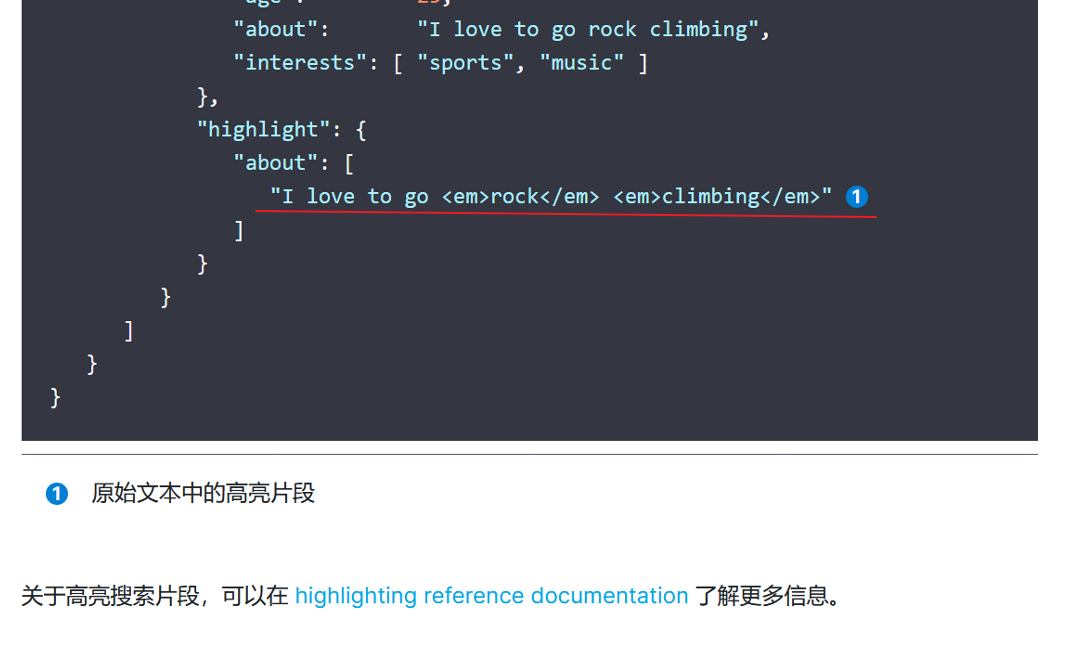 "about":       "I love to go rock climbing",
"interests": [ "sports", "music" ]
},
"highlight": {
"about": [
"I love to go <em>rock</em> <em>climbing</em>" 1
]
}
}
]
}
}
1 原始文本中的高亮片段
关于高亮搜索片段，可以在 highlighting reference documentation 了解更多信息。